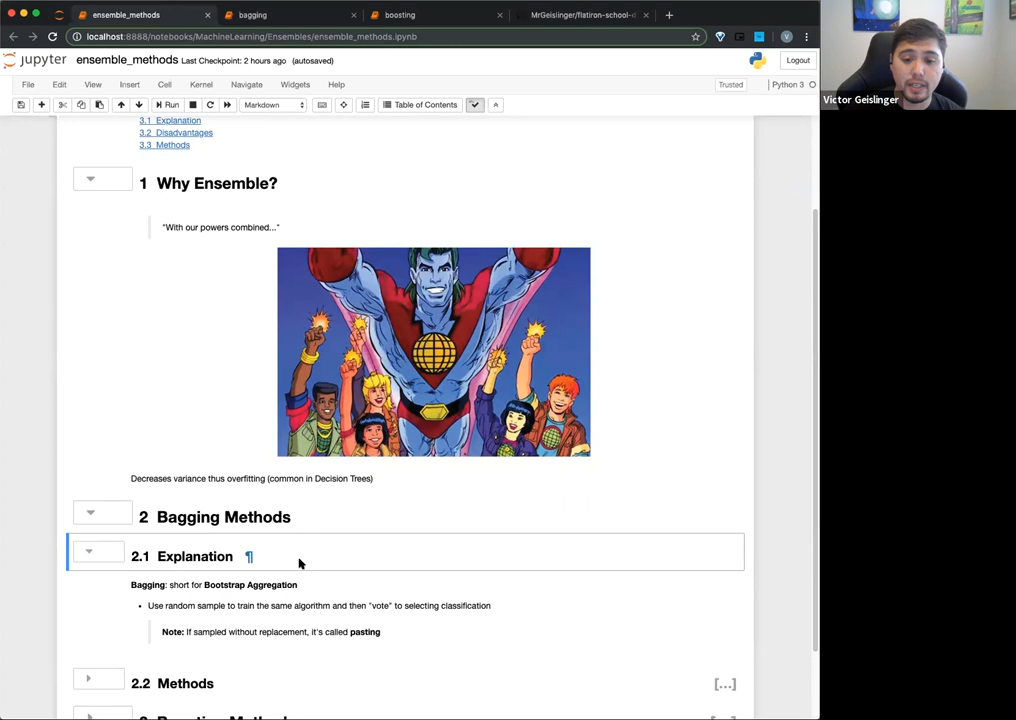 ensemble_methods
bagging
boosting
MrGeislinger/flatiron-school-d
localhost:8888/notebooks/MachineLearning/Ensembles/ensemble_methods.ipynb
V
jupyter ensemble_methods Last Checkpoint: 2 hours ago (autosaved)
Logout
File Edit View Insert Cell Kernel Navigate Widgets Help
Trusted
Python 3
Run
Markdown
Table of Contents
Victor Geislinger
3.1 Explanation
3.2 Disadvantages
3.3 Methods
1 Why Ensemble?
"With our powers combined..."
Decreases variance thus overfitting (common in Decision Trees)
2 Bagging Methods
2.1 Explanation ¶
Bagging: short for Bootstrap Aggregation
• Use random sample to train the same algorithm and then "vote" to selecting classification
Note: If sampled without replacement, it's called pasting
2.2 Methods
[...]